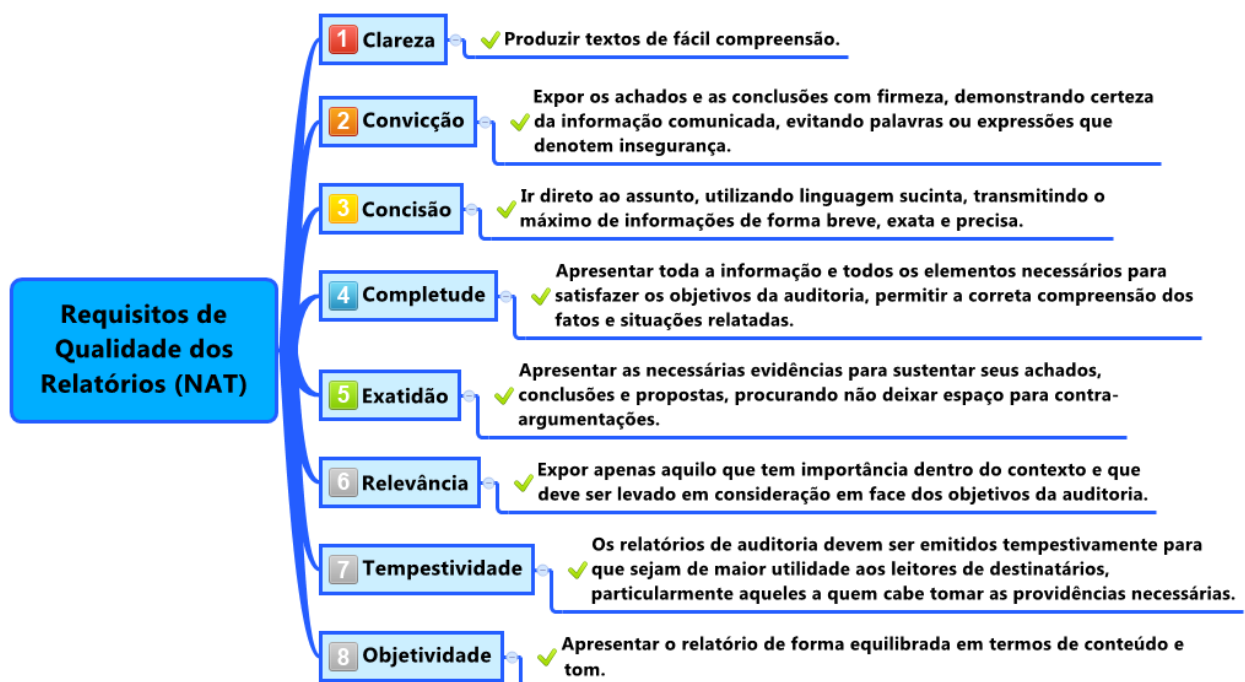 Requisitos de
Qualidade dos
Relatórios (NAT)
1 Clareza
Produzir textos de fácil compreensão.
2 Convicção
Expor os achados e as conclusões com firmeza, demonstrando certeza
da informação comunicada, evitando palavras ou expressões que
denotem insegurança.
3 Concisão
Ir direto ao assunto, utilizando linguagem sucinta, transmitindo o
máximo de informações de forma breve, exata e precisa.
4 Completude
Apresentar toda a informação e todos os elementos necessários para
satisfazer os objetivos da auditoria, permitir a correta compreensão dos
fatos e situações relatadas.
5 Exatidão
Apresentar as necessárias evidências para sustentar seus achados,
conclusões e propostas, procurando não deixar espaço para contra-
argumentações.
6 Relevância
Expor apenas aquilo que tem importância dentro do contexto e que
deve ser levado em consideração em face dos objetivos da auditoria.
7 Tempestividade
Os relatórios de auditoria devem ser emitidos tempestivamente para
que sejam de maior utilidade aos leitores de destinatários,
particularmente aqueles a quem cabe tomar as providências necessárias.
8 Objetividade
Apresentar o relatório de forma equilibrada em termos de conteúdo e
tom.